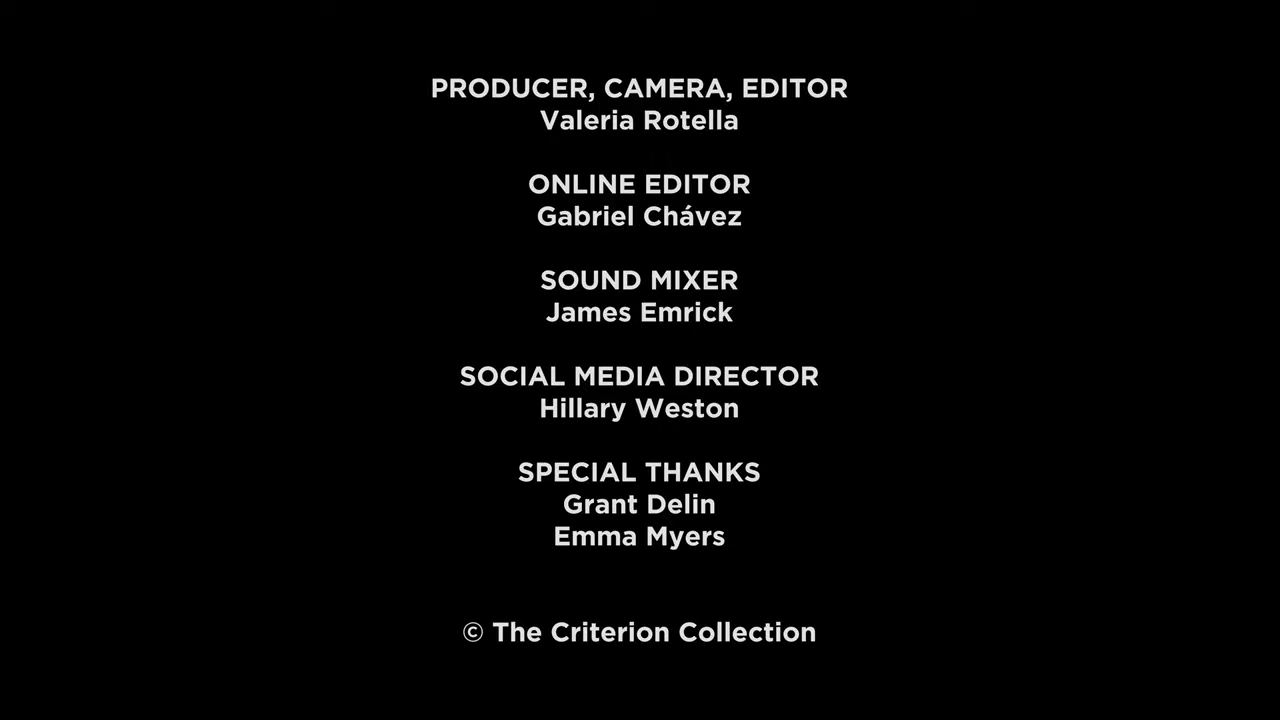 PRODUCER, CAMERA, EDITOR
Valeria Rotella
ONLINE EDITOR
Gabriel Chávez
SOUND MIXER
James Emrick
SOCIAL MEDIA DIRECTOR
Hillary Weston
SPECIAL THANKS
Grant Delin
Emma Myers
© The Criterion Collection